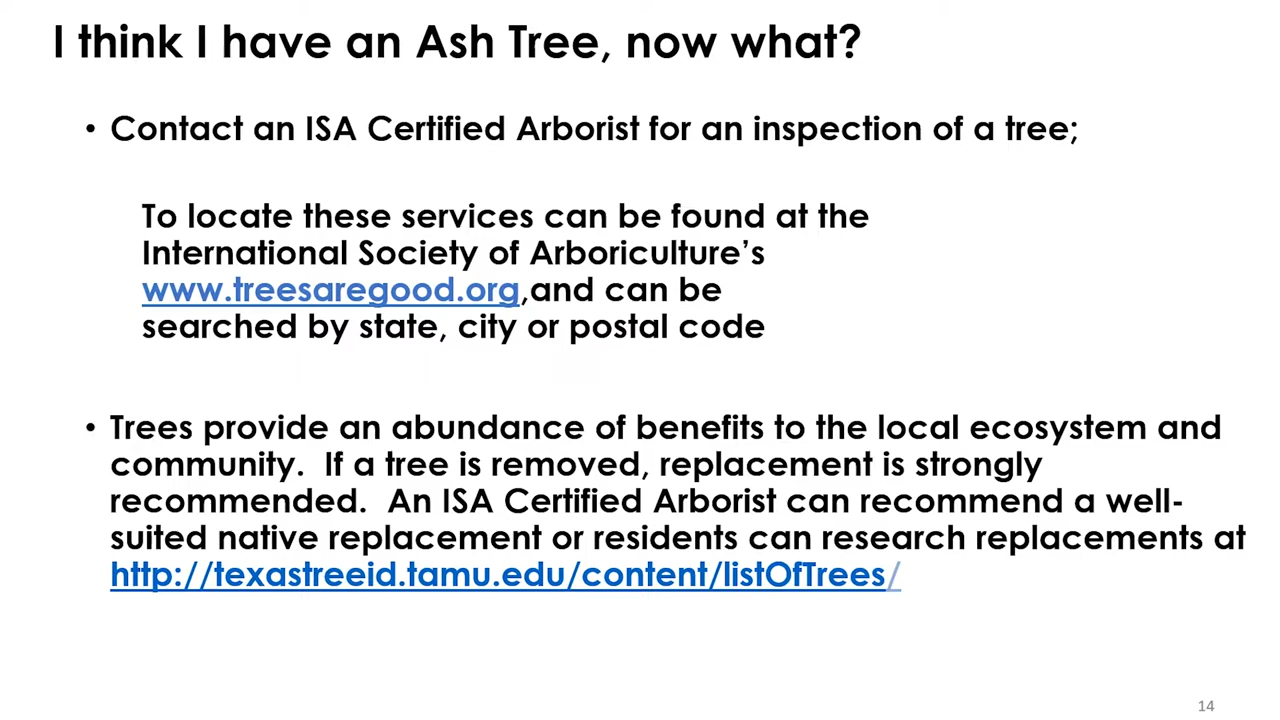 I think I have an Ash Tree, now what?
• Contact an ISA Certified Arborist for an inspection of a tree;
To locate these services can be found at the
International Society of Arboriculture’s
www.treesaregood.org,and can be
searched by state, city or postal code
• Trees provide an abundance of benefits to the local ecosystem and
community.  If a tree is removed, replacement is strongly
recommended.  An ISA Certified Arborist can recommend a well-
suited native replacement or residents can research replacements at
http://texastreeid.tamu.edu/content/listOfTrees/
14